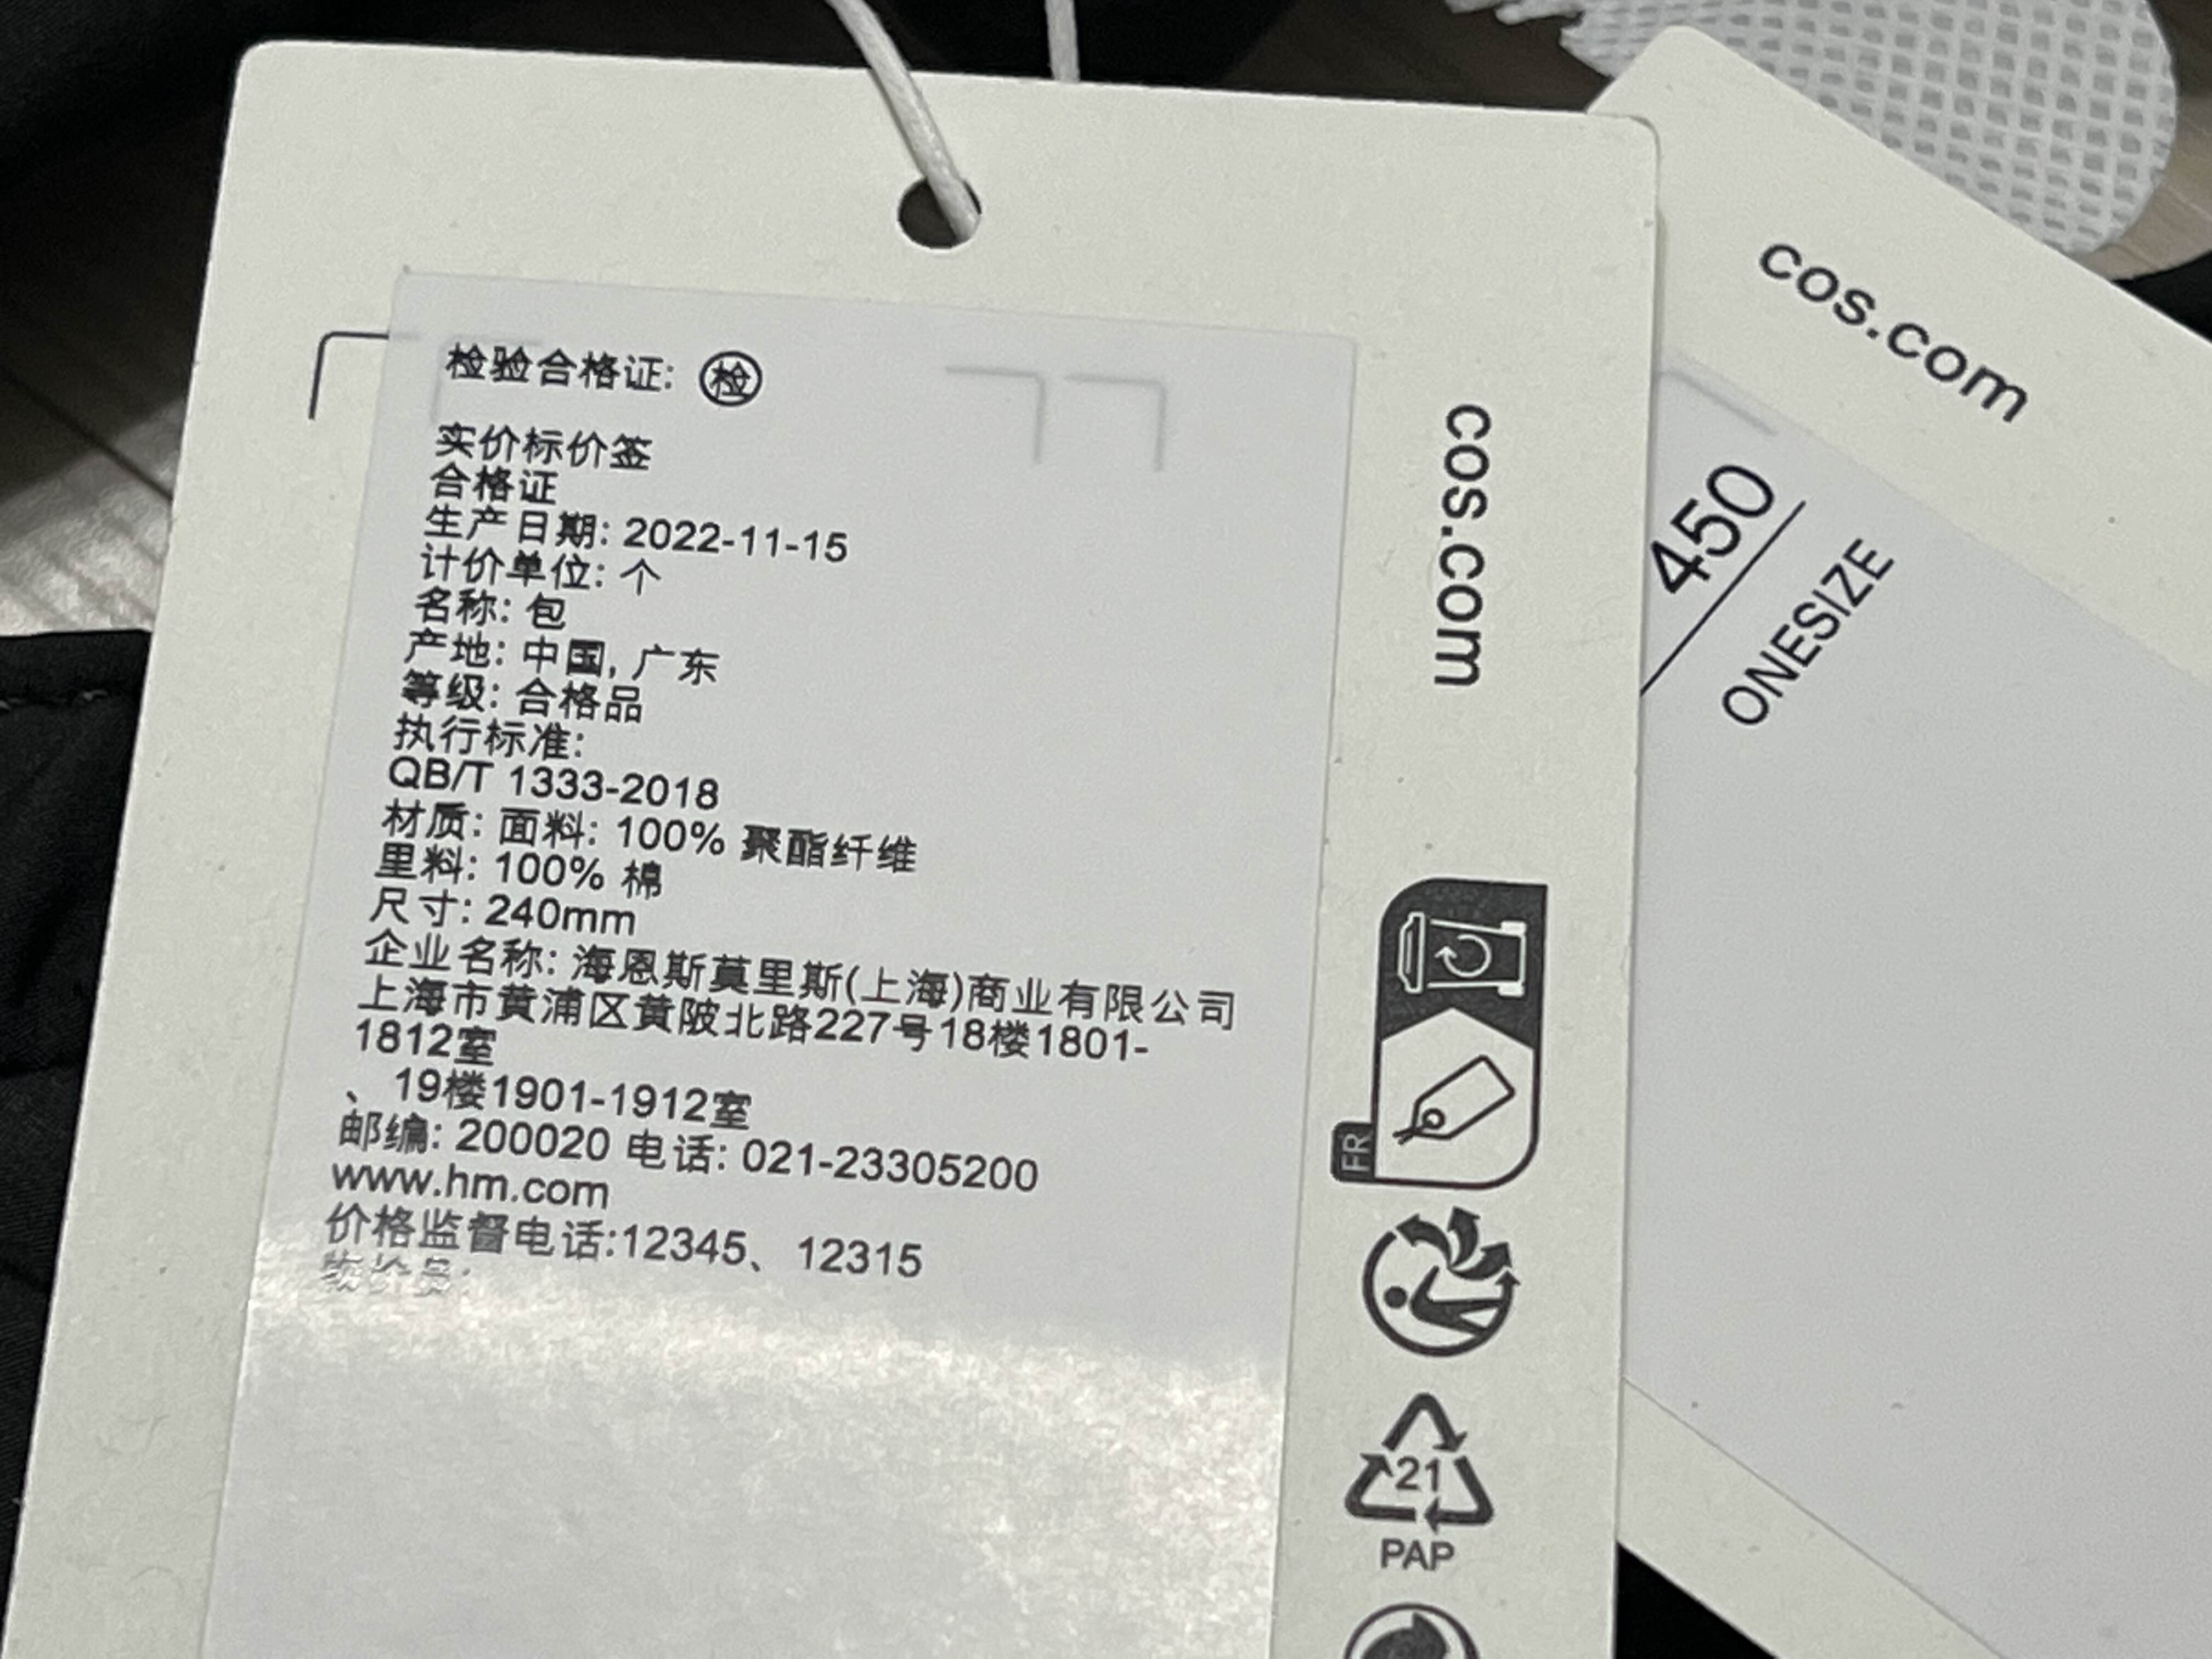 检验合格证: 检
实价标价签
合格证
生产日期: 2022-11-15
计价单位: 个
名称: 包
产地: 中国, 广东
等级: 合格品
执行标准:
QB/T 1333-2018
材质: 面料: 100% 聚酯纤维
里料: 100% 棉
尺寸: 240mm
企业名称: 海恩斯莫里斯(上海)商业有限公司
上海市黄浦区黄陂北路227号18楼1801-
1812室
、 19楼1901-1912室
邮编: 200020 电话: 021-23305200
www.hm.com
价格监督电话:12345、12315
cos.com
FR
21
PAP
cos.com
450
ONESIZE